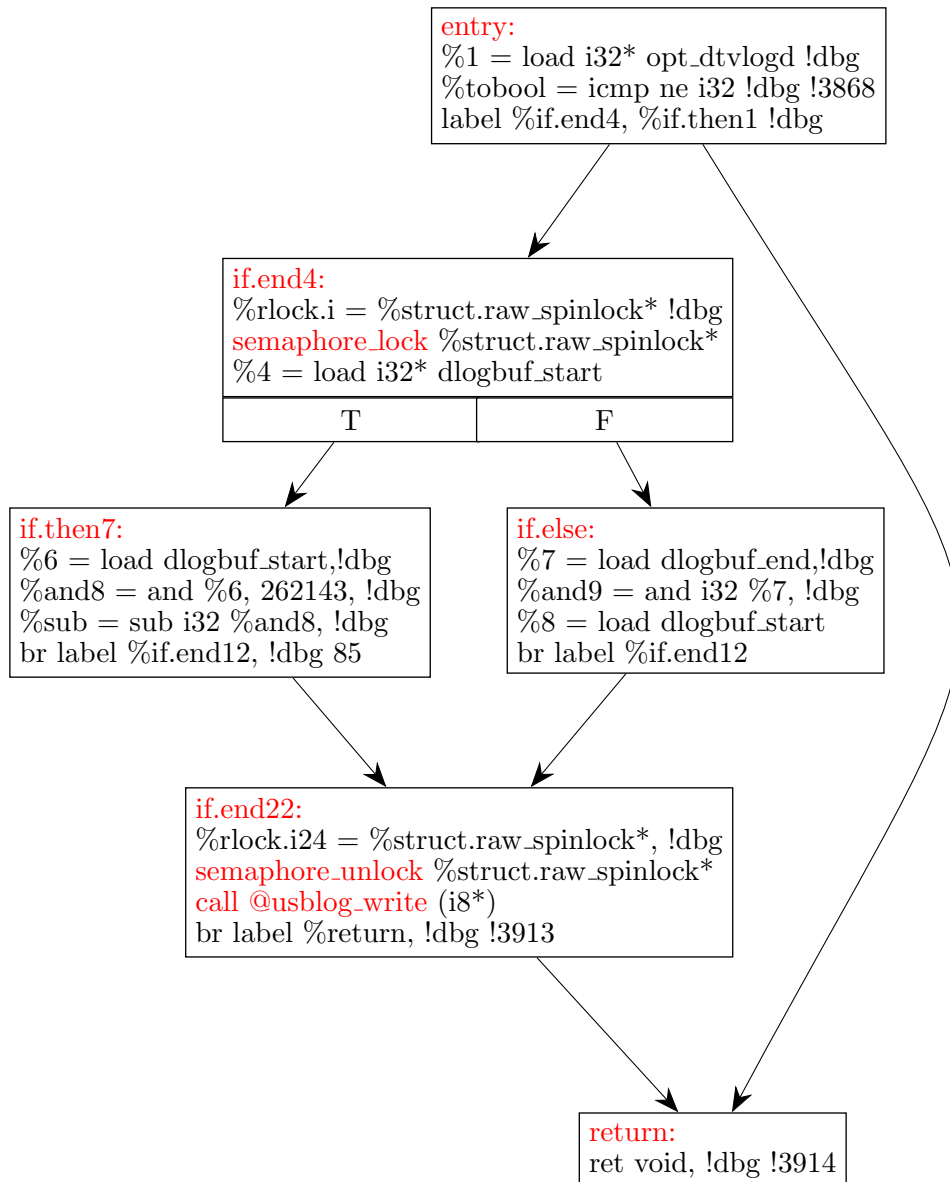 entry:
%1 = load i32* opt_dtvlogd !dbg
%tobool = icmp ne i32 !dbg !3868
label %if.end4, %if.then1 !dbg
if.end4:
%rlock.i = %struct.raw_spinlock* !dbg
semaphore_lock %struct.raw_spinlock*
%4 = load i32* dlogbuf_start
T
F
if.then7:
%6 = load dlogbuf_start,!dbg
%and8 = and %6, 262143, !dbg
%sub = sub i32 %and8, !dbg
br label %if.end12, !dbg 85
if.else:
%7 = load dlogbuf_end,!dbg
%and9 = and i32 %7, !dbg
%8 = load dlogbuf_start
br label %if.end12
if.end22:
%rlock.i24 = %struct.raw_spinlock*, !dbg
semaphore_unlock %struct.raw_spinlock*
call @usblog_write (i8*)
br label %return, !dbg !3913
return:
ret void, !dbg !3914